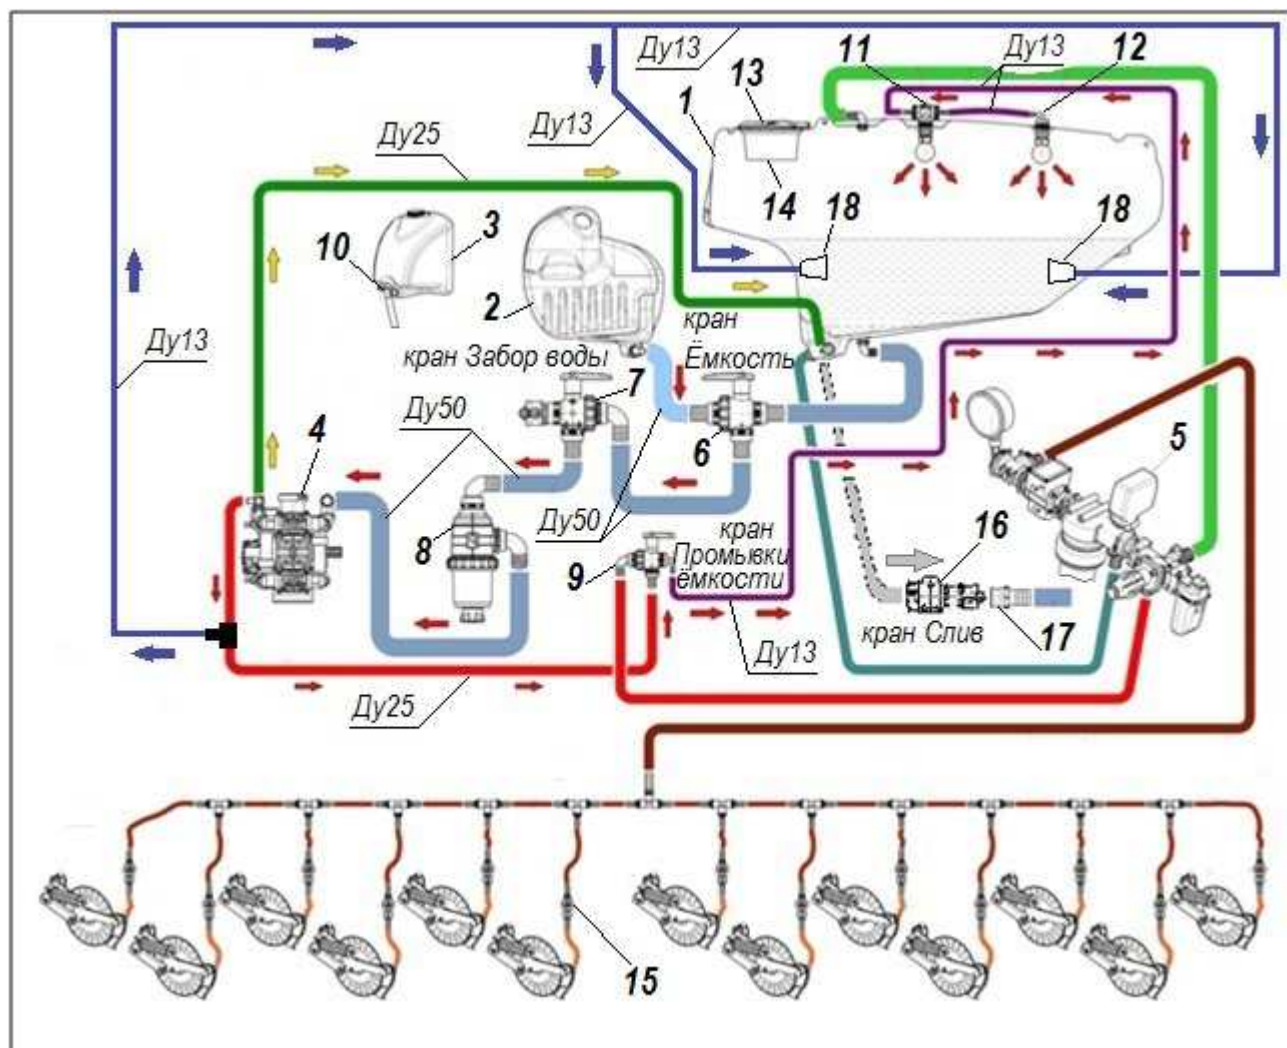 Ду13
11
Ду13
12
13
1
Ду13
Ду25
14
18
18
10
3
2
кран
Ёмкость
кран Забор воды
Ду13
7
Ду50
4
6
5
8
Ду50
9
кран
Промывки
ёмкости
16
кран Слив
17
Ду13
Ду25
15